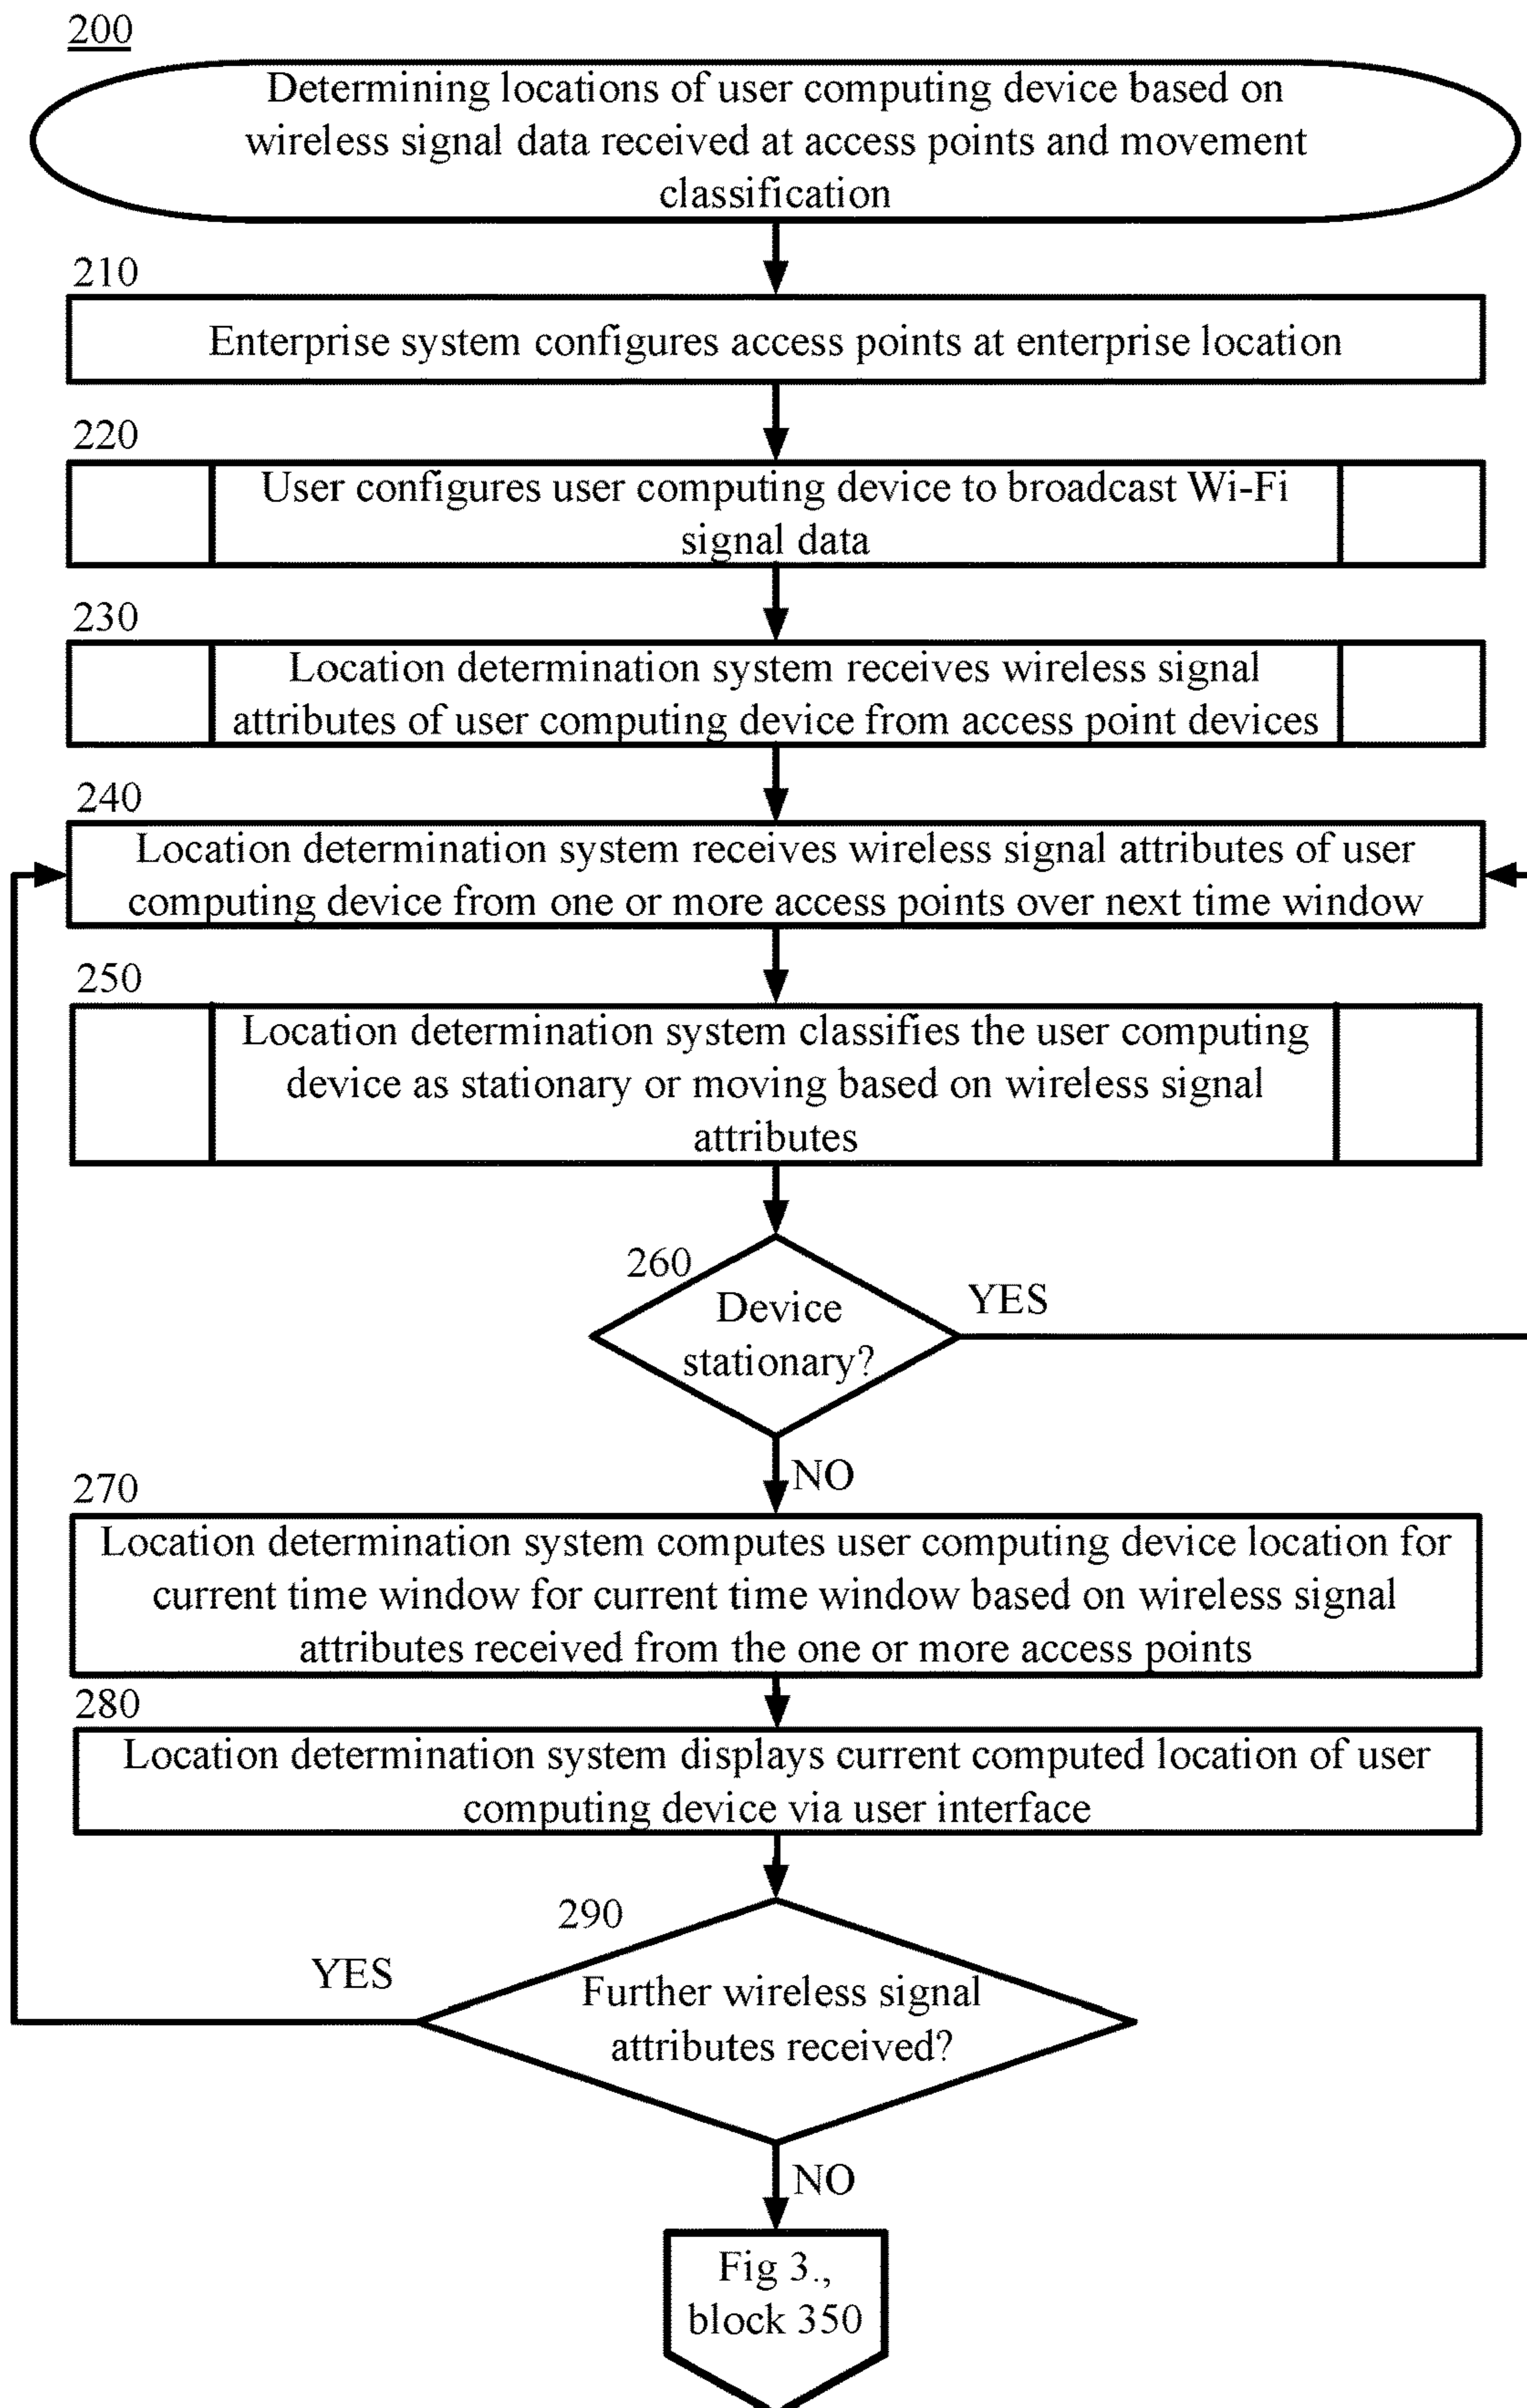 200
Determining locations of user computing device based on
wireless signal data received at access points and movement
classification
210
Enterprise system configures access points at enterprise location
220
User configures user computing device to broadcast Wi-Fi
signal data
230
Location determination system receives wireless signal
attributes of user computing device from access point devices
240
Location determination system receives wireless signal attributes of user
computing device from one or more access points over next time window
250
Location determination system classifies the user computing
device as stationary or moving based on wireless signal
attributes
260
Device
stationary?
YES
NO
270
Location determination system computes user computing device location for
current time window for current time window based on wireless signal
attributes received from the one or more access points
280
Location determination system displays current computed location of user
computing device via user interface
290
YES
Further wireless signal
attributes received?
NO
Fig 3.,
block 350